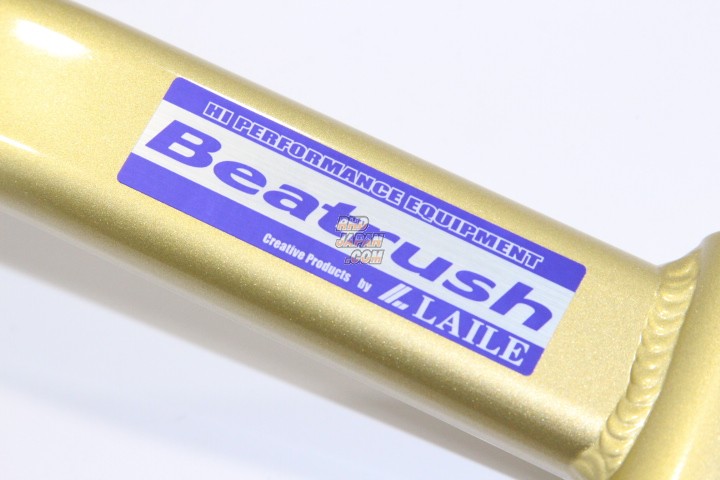 HI PERFORMANCE EQUIPMENT
Beatrush
Creative Products by LAILE
RHD
JAPAN
.COM